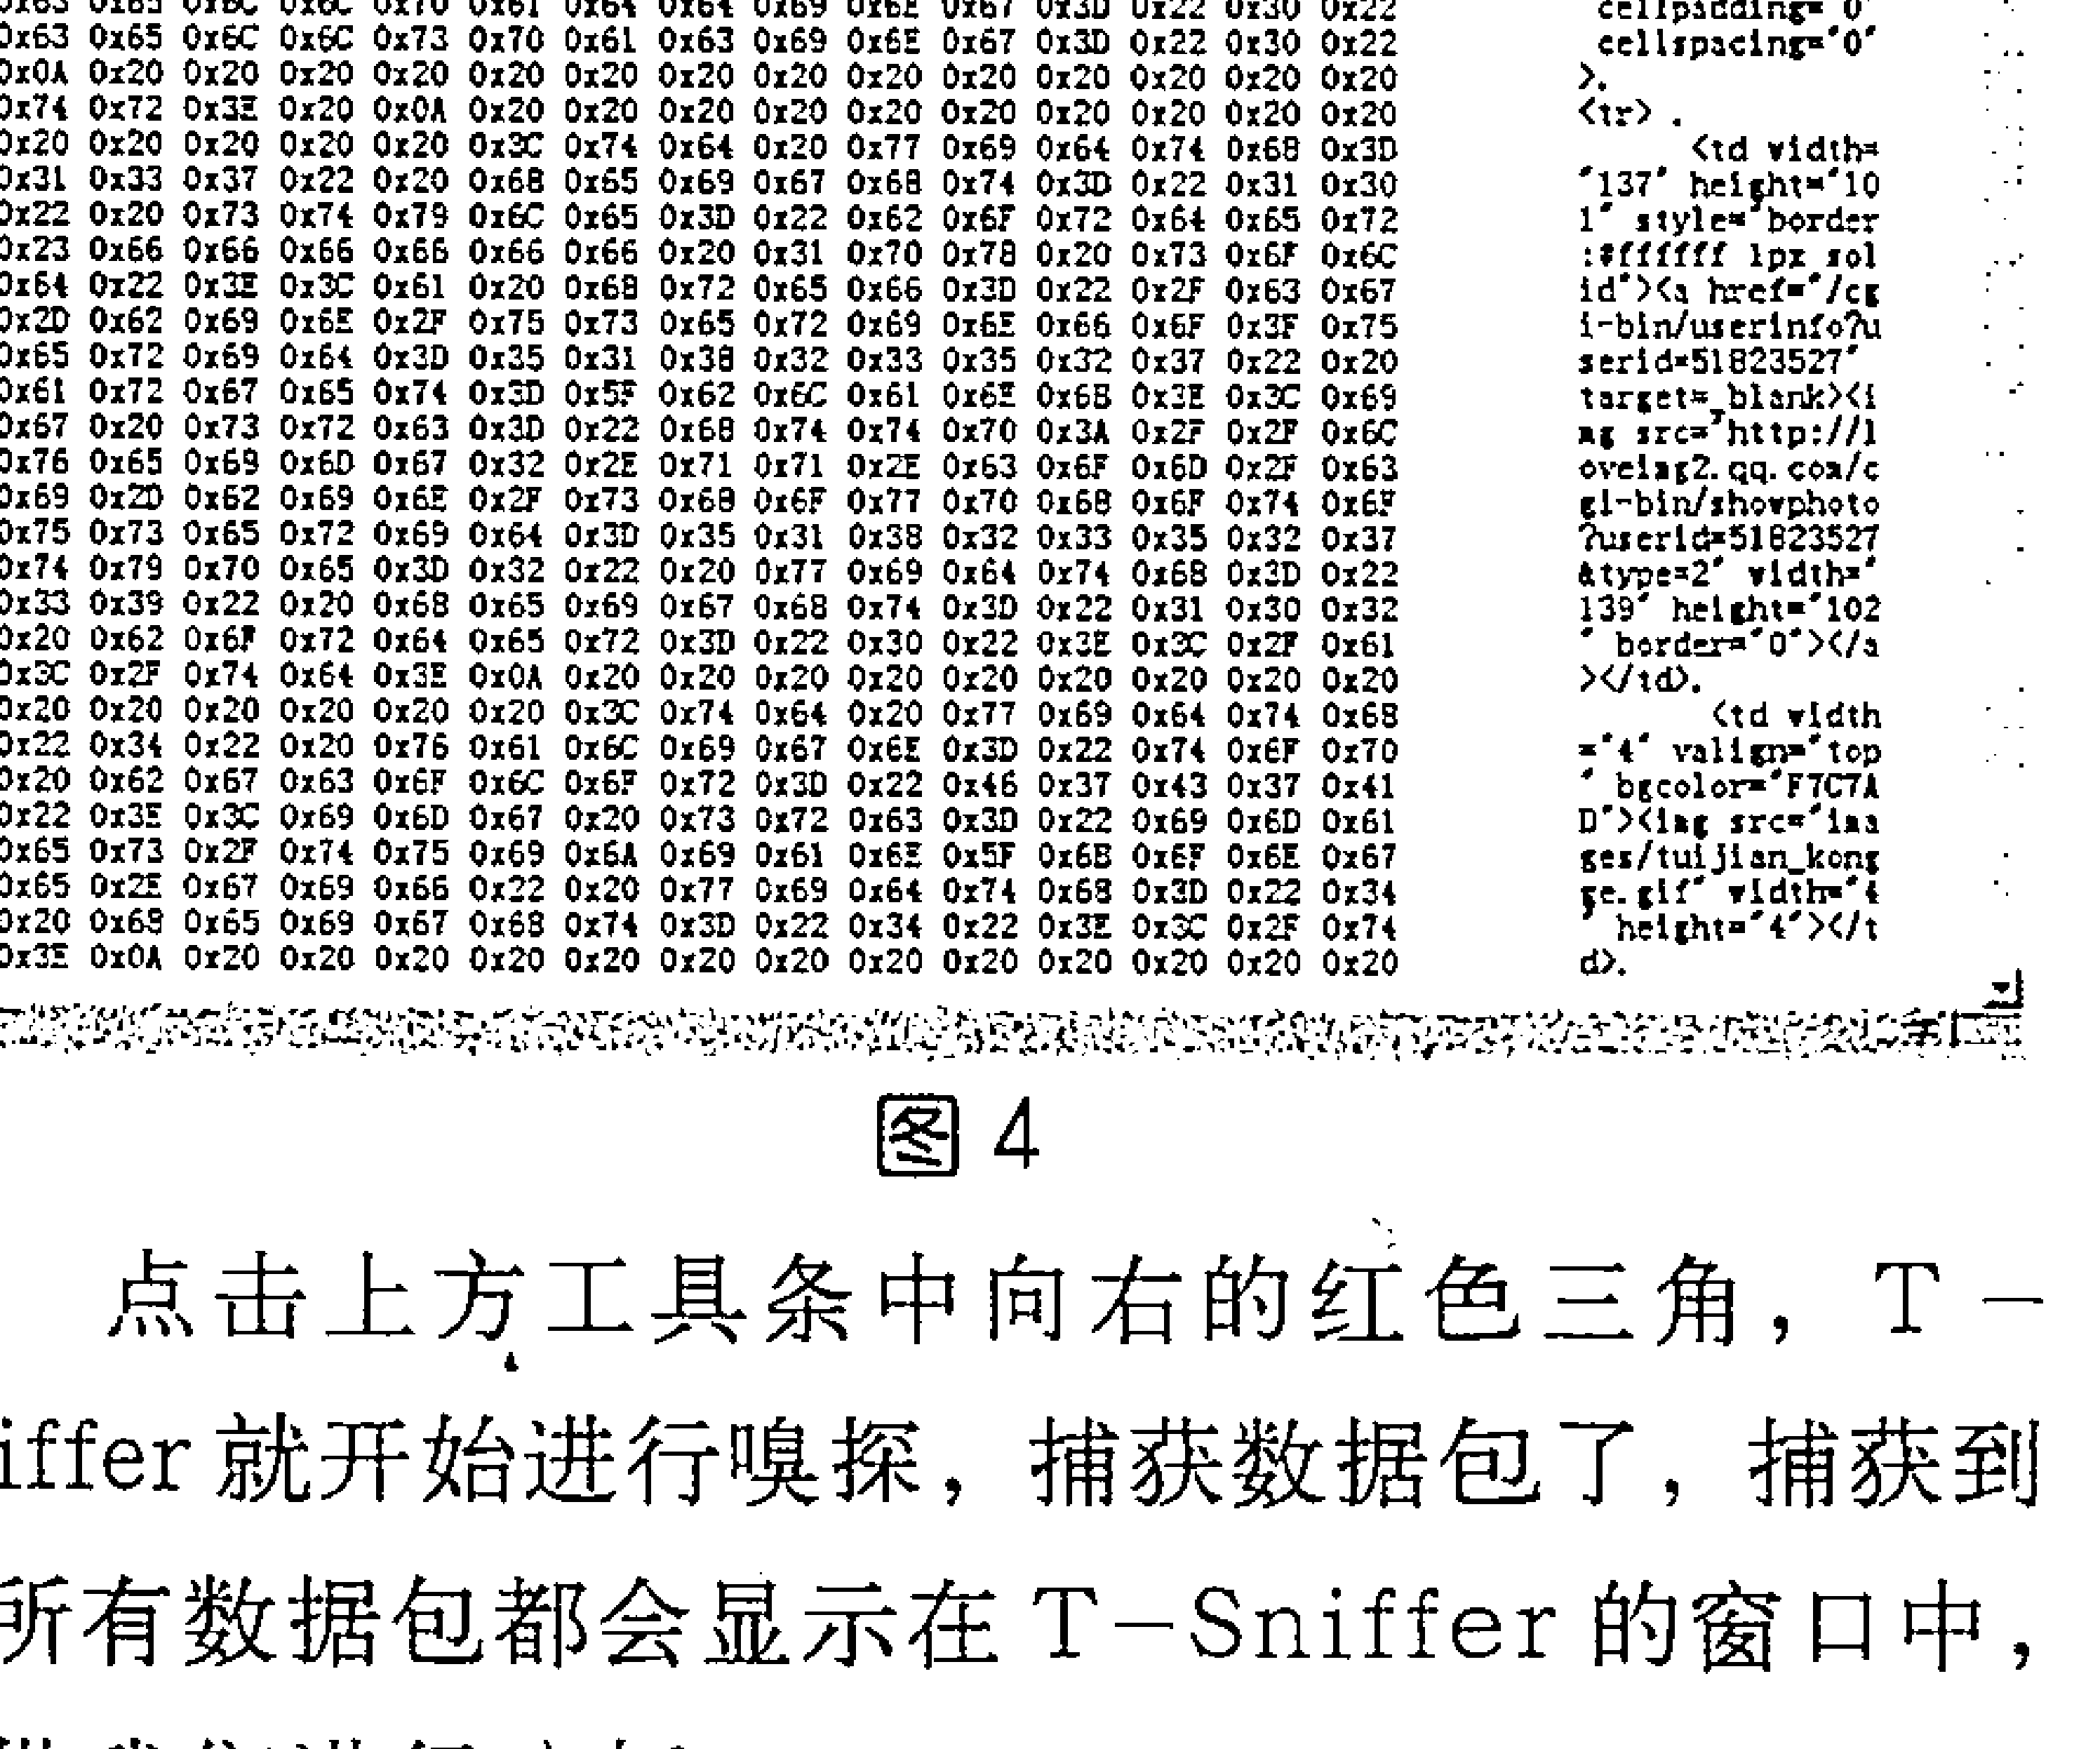 0x63 0x65 0x6C 0x6C 0x70 0x61 0x64 0x64 0x69 0x6E 0x67 0x3D 0x22 0x30 0x22 cellpadding="0"
0x63 0x65 0x6C 0x6C 0x73 0x70 0x61 0x63 0x69 0x6E 0x67 0x3D 0x22 0x30 0x22 cellspacing="0"
0x0A 0x20 0x20 0x20 0x20 0x20 0x20 0x20 0x20 0x20 0x20 0x20 0x20 0x20 0x20 >.
0x74 0x72 0x3E 0x20 0x0A 0x20 0x20 0x20 0x20 0x20 0x20 0x20 0x20 0x20 0x20 <tr> .
0x20 0x20 0x20 0x20 0x20 0x3C 0x74 0x64 0x20 0x77 0x69 0x64 0x74 0x68 0x3D <td width=
0x31 0x33 0x37 0x22 0x20 0x68 0x65 0x69 0x67 0x68 0x74 0x3D 0x22 0x31 0x30 "137" height="10
0x22 0x20 0x73 0x74 0x79 0x6C 0x65 0x3D 0x22 0x62 0x6F 0x72 0x64 0x65 0x72 1" style="border
0x23 0x66 0x66 0x66 0x66 0x66 0x66 0x20 0x31 0x70 0x78 0x20 0x73 0x6F 0x6C :#ffffff 1px sol
0x64 0x22 0x3E 0x3C 0x61 0x20 0x68 0x72 0x65 0x66 0x3D 0x22 0x2F 0x63 0x67 id"><a href="/cg
0x2D 0x62 0x69 0x6E 0x2F 0x75 0x73 0x65 0x72 0x69 0x6E 0x66 0x6F 0x3F 0x75 i-bin/userinfo?u
0x65 0x72 0x69 0x64 0x3D 0x35 0x31 0x38 0x32 0x33 0x35 0x32 0x37 0x22 0x20 serid=51823527"
0x61 0x72 0x67 0x65 0x74 0x3D 0x5F 0x62 0x6C 0x61 0x6E 0x6B 0x3E 0x3C 0x69 target=_blank><i
0x67 0x20 0x73 0x72 0x63 0x3D 0x22 0x68 0x74 0x74 0x70 0x3A 0x2F 0x2F 0x6C mg src="http://l
0x76 0x65 0x69 0x6D 0x67 0x32 0x2E 0x71 0x71 0x2E 0x63 0x6F 0x6D 0x2F 0x63 oveimg2.qq.com/c
0x69 0x2D 0x62 0x69 0x6E 0x2F 0x73 0x68 0x6F 0x77 0x70 0x68 0x6F 0x74 0x6F gi-bin/showphoto
0x75 0x73 0x65 0x72 0x69 0x64 0x3D 0x35 0x31 0x38 0x32 0x33 0x35 0x32 0x37 ?userid=51823527
0x74 0x79 0x70 0x65 0x3D 0x32 0x22 0x20 0x77 0x69 0x64 0x74 0x68 0x3D 0x22 &type=2" width="
0x33 0x39 0x22 0x20 0x68 0x65 0x69 0x67 0x68 0x74 0x3D 0x22 0x31 0x30 0x32 139" height="102
0x20 0x62 0x6F 0x72 0x64 0x65 0x72 0x3D 0x22 0x30 0x22 0x3E 0x3C 0x2F 0x61 " border="0"></a
0x3C 0x2F 0x74 0x64 0x3E 0x0A 0x20 0x20 0x20 0x20 0x20 0x20 0x20 0x20 0x20 ></td>.
0x20 0x20 0x20 0x20 0x20 0x20 0x3C 0x74 0x64 0x20 0x77 0x69 0x64 0x74 0x68 <td width
0x22 0x34 0x22 0x20 0x76 0x61 0x6C 0x69 0x67 0x6E 0x3D 0x22 0x74 0x6F 0x70 ="4" valign="top
0x20 0x62 0x67 0x63 0x6F 0x6C 0x6F 0x72 0x3D 0x22 0x46 0x37 0x43 0x37 0x41 " bgcolor="F7C7A
0x22 0x3E 0x3C 0x69 0x6D 0x67 0x20 0x73 0x72 0x63 0x3D 0x22 0x69 0x6D 0x61 D"><img src="ima
0x65 0x73 0x2F 0x74 0x75 0x69 0x6A 0x69 0x61 0x6E 0x5F 0x6B 0x6F 0x6E 0x67 ges/tuijian_kong
0x65 0x2E 0x67 0x69 0x66 0x22 0x20 0x77 0x69 0x64 0x74 0x68 0x3D 0x22 0x34 ge.gif" width="4
0x20 0x68 0x65 0x69 0x67 0x68 0x74 0x3D 0x22 0x34 0x22 0x3E 0x3C 0x2F 0x74 " height="4"></t
0x3E 0x0A 0x20 0x20 0x20 0x20 0x20 0x20 0x20 0x20 0x20 0x20 0x20 0x20 0x20 d>.
图 4
点击上方工具条中向右的红色三角，T-
iffer 就开始进行嗅探，捕获数据包了，捕获到
所有数据包都会显示在 T-Sniffer 的窗口中，